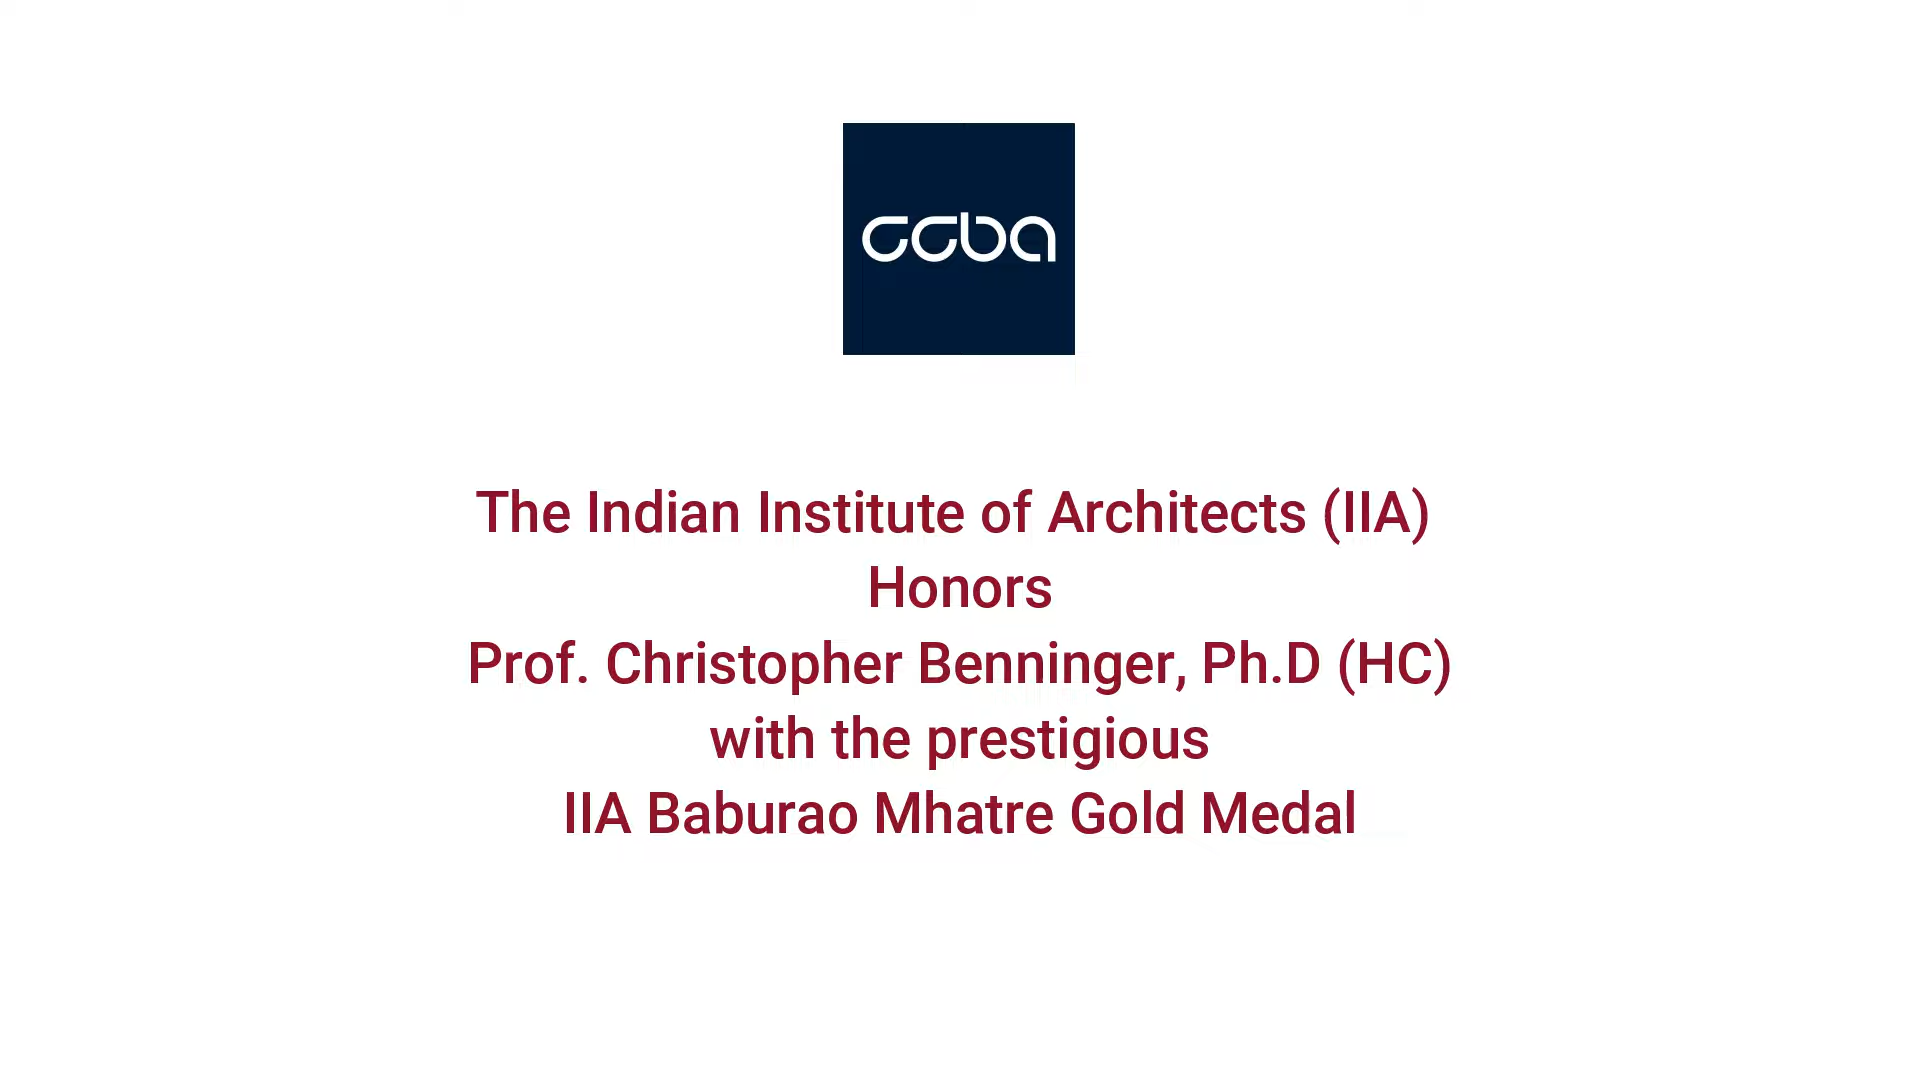 ccba
The Indian Institute of Architects (IIA)
Honors
Prof. Christopher Benninger, Ph.D (HC)
with the prestigious
IIA Baburao Mhatre Gold Medal